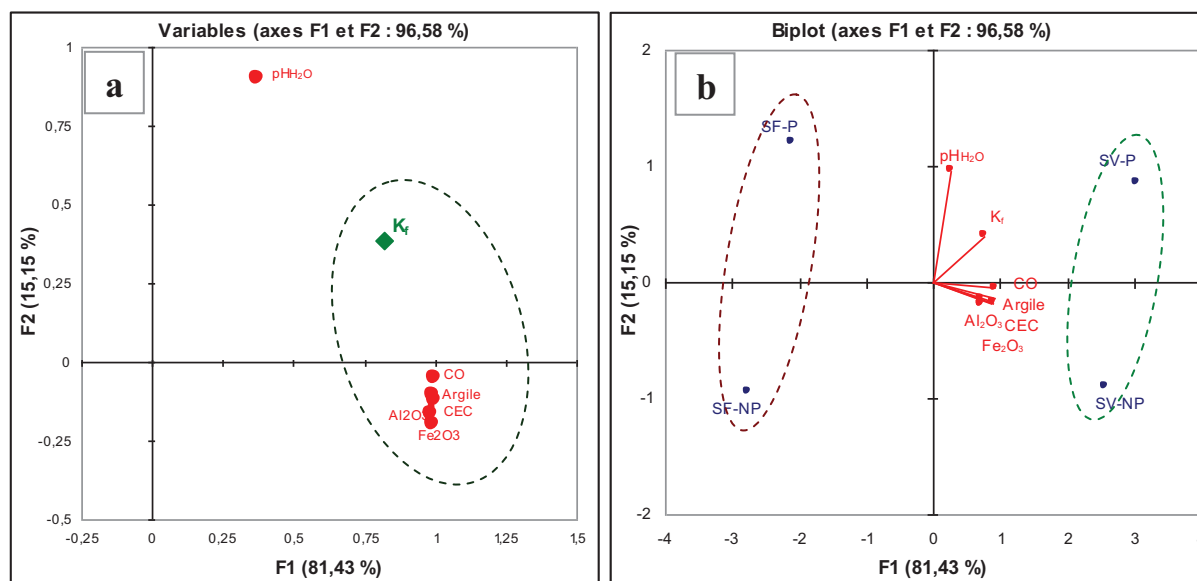 Variables (axes F1 et F2 : 96,58 %)
a
1
0,75
0,5
0,25
0
-0,25
-0,5
F2 (15,15 %)
pHH₂O
Kf
CO
Argile
Al2O3
CEC
Fe2O3
-0,25 0 0,25 0,5 0,75 1 1,25 1,5
F1 (81,43 %)
Biplot (axes F1 et F2 : 96,58 %)
b
2
1
0
-1
-2
F2 (15,15 %)
SF-P
pHH₂O
SV-P
Kf
CO
Argile
Al₂O₃ CEC
Fe₂O₃
SF-NP
SV-NP
-4 -3 -2 -1 0 1 2 3
F1 (81,43 %)